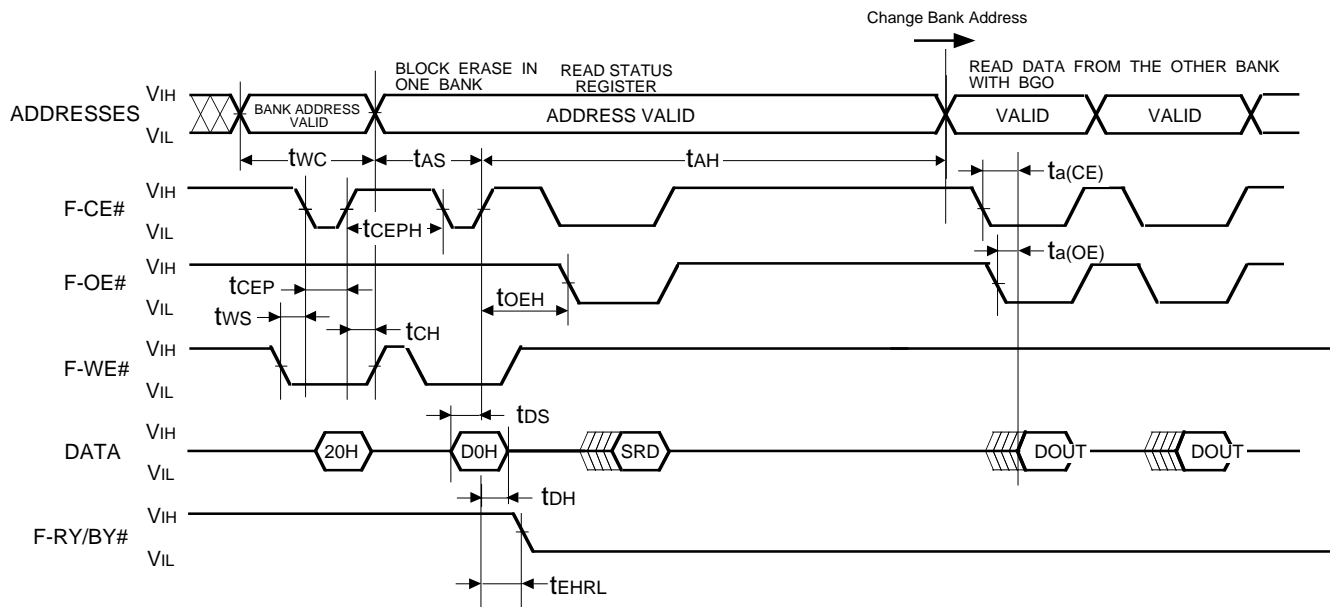 Change Bank Address
BLOCK ERASE IN ONE BANK
READ STATUS REGISTER
READ DATA FROM THE OTHER BANK WITH BGO
ADDRESSES
VIH
VIL
BANK ADDRESS VALID
ADDRESS VALID
VALID
VALID
tWC
tAS
tAH
ta(CE)
F-CE#
VIH
VIL
tCEPH
ta(OE)
F-OE#
VIH
VIL
tCEP
tOEH
tWS
tCH
F-WE#
VIH
VIL
tDS
DATA
VIH
VIL
20H
D0H
SRD
DOUT
DOUT
tDH
F-RY/BY#
VIH
VIL
tEHRL